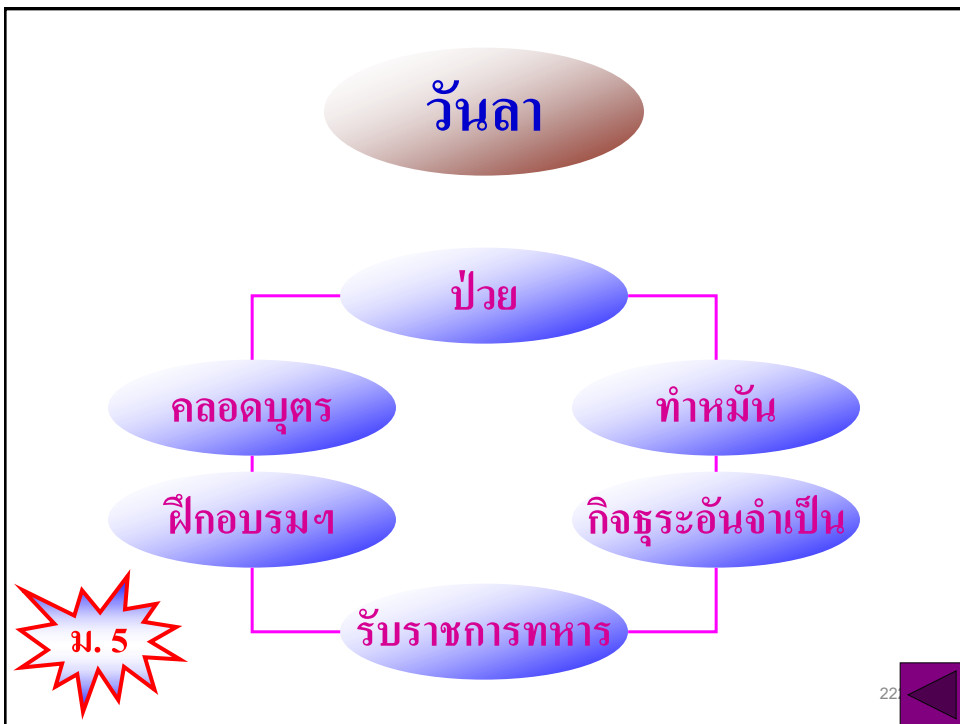 วันลา
ป่วย
คลอดบุตร
ทำหมัน
ฝึกอบรมฯ
กิจธุระอันจำเป็น
รับราชการทหาร
ม. 5